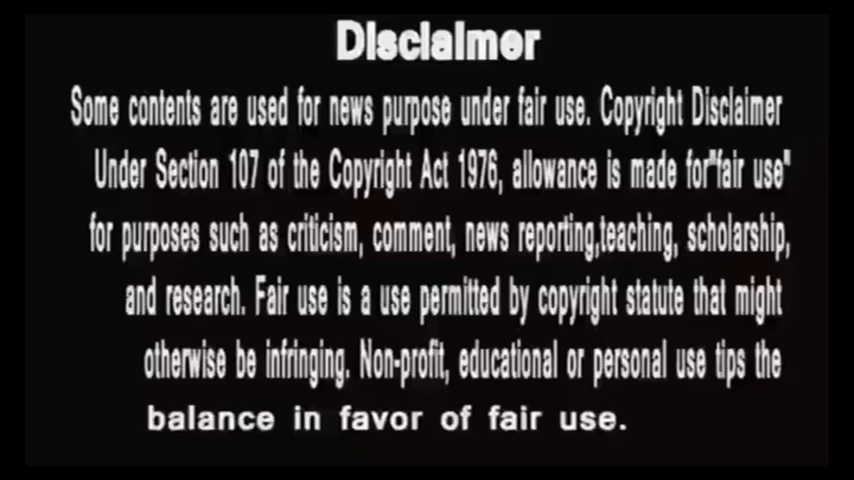 Disclaimer
Some contents are used for news purpose under fair use. Copyright Disclaimer
Under Section 107 of the Copyright Act 1976, allowance is made for"fair use"
for purposes such as criticism, comment, news reporting,teaching, scholarship,
and research. Fair use is a use permitted by copyright statute that might
otherwise be infringing. Non-profit, educational or personal use tips the
balance in favor of fair use.